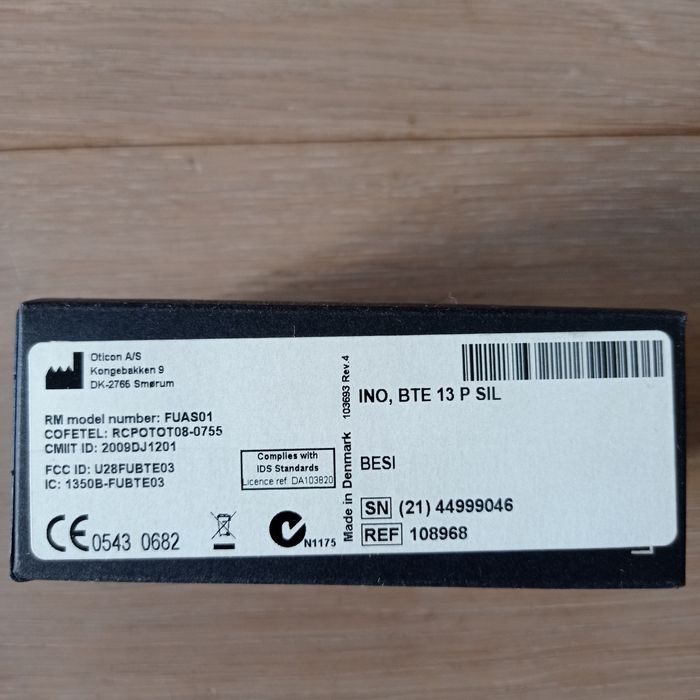 Oticon A/S
Kongebakken 9
DK-2765 Smørum
RM model number: FUAS01
COFETEL: RCPOTOT08-0755
CMIIT ID: 2009DJ1201
FCC ID: U28FUBTE03
IC: 1350B-FUBTE03
CE 0543 0682
Complies with
IDS Standards
Licence ref. DA103820
N1175
Made in Denmark 103693 Rev.4
INO, BTE 13 P SIL
BESI
SN (21) 44999046
REF 108968